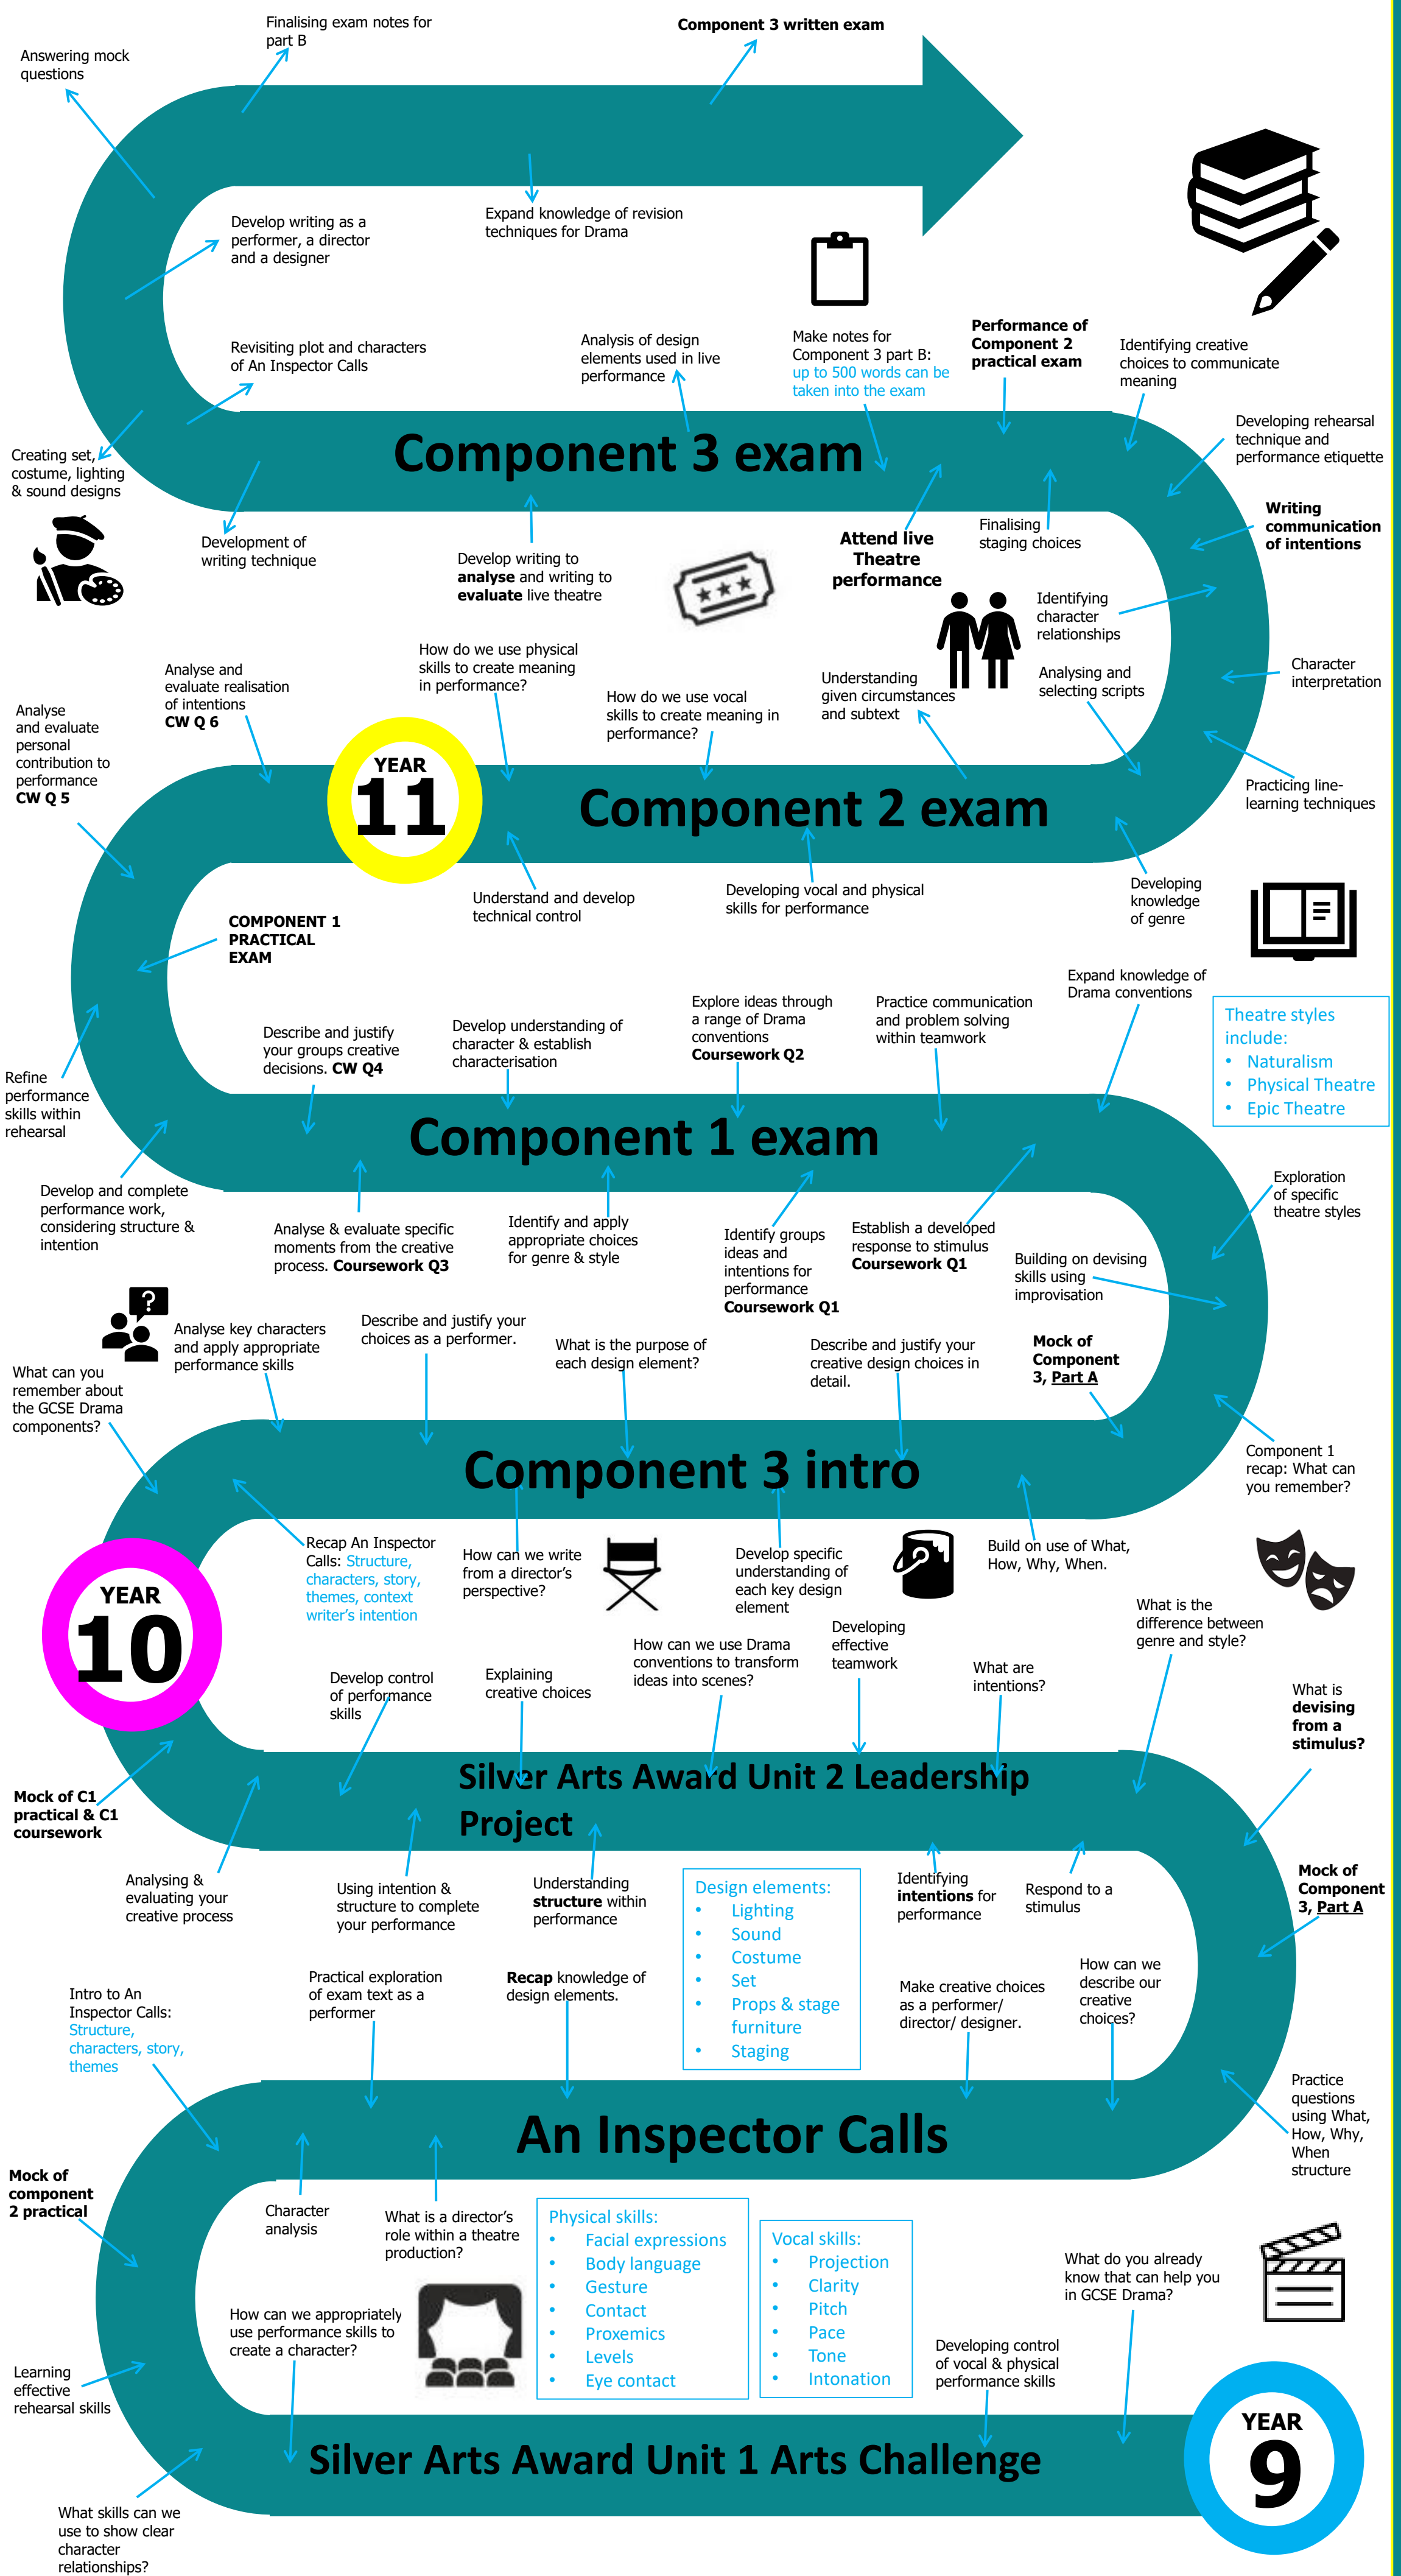 Finalising exam notes for
part B
Component 3 written exam
Answering mock
questions
Develop writing as a
performer, a director
and a designer
Expand knowledge of revision
techniques for Drama
Revisiting plot and characters
of An Inspector Calls
Analysis of design
elements used in live
performance
Make notes for
Component 3 part B:
up to 500 words can be
taken into the exam
Performance of
Component 2
practical exam
Identifying creative
choices to communicate
meaning
Developing rehearsal
technique and
performance etiquette
Creating set,
costume, lighting
& sound designs
Component 3 exam
Writing
communication
of intentions
Development of
writing technique
Develop writing to
analyse and writing to
evaluate live theatre
Attend live
Theatre
performance
Finalising
staging choices
Identifying
character
relationships
Analyse and
evaluate realisation
of intentions
CW Q 6
How do we use physical
skills to create meaning
in performance?
How do we use vocal
skills to create meaning in
performance?
Understanding
given circumstances
and subtext
Analysing and
selecting scripts
Character
interpretation
Analyse
and evaluate
personal
contribution to
performance
CW Q 5
YEAR
11
Component 2 exam
Practicing line-
learning techniques
Understand and develop
technical control
Developing vocal and physical
skills for performance
Developing
knowledge
of genre
COMPONENT 1
PRACTICAL
EXAM
Describe and justify
your groups creative
decisions. CW Q4
Develop understanding of
character & establish
characterisation
Explore ideas through
a range of Drama
conventions
Coursework Q2
Practice communication
and problem solving
within teamwork
Expand knowledge of
Drama conventions
Theatre styles
include:
• Naturalism
• Physical Theatre
• Epic Theatre
Refine
performance
skills within
rehearsal
Component 1 exam
Develop and complete
performance work,
considering structure &
intention
Analyse & evaluate specific
moments from the creative
process. Coursework Q3
Identify and apply
appropriate choices
for genre & style
Identify groups
ideas and
intentions for
performance
Coursework Q1
Establish a developed
response to stimulus
Coursework Q1
Building on devising
skills using
improvisation
Exploration
of specific
theatre styles
?
What can you
remember about
the GCSE Drama
components?
Analyse key characters
and apply appropriate
performance skills
Describe and justify your
choices as a performer.
What is the purpose of
each design element?
Describe and justify your
creative design choices in
detail.
Mock of
Component
3, Part A
Component 3 intro
Component 1
recap: What can
you remember?
YEAR
10
Recap An Inspector
Calls: Structure,
characters, story,
themes, context
writer's intention
How can we write
from a director's
perspective?
Develop specific
understanding of
each key design
element
Build on use of What,
How, Why, When.
Develop control
of performance
skills
Explaining
creative choices
How can we use Drama
conventions to transform
ideas into scenes?
Developing
effective
teamwork
What are
intentions?
What is the
difference between
genre and style?
What is
devising
from a
stimulus?
Mock of C1
practical & C1
coursework
Silver Arts Award Unit 2 Leadership
Project
Analysing &
evaluating your
creative process
Using intention &
structure to complete
your performance
Understanding
structure within
performance
Design elements:
• Lighting
• Sound
• Costume
• Set
• Props & stage
furniture
• Staging
Identifying
intentions for
performance
Respond to a
stimulus
Mock of
Component
3, Part A
Intro to An
Inspector Calls:
Structure,
characters, story,
themes
Practical exploration
of exam text as a
performer
Recap knowledge of
design elements.
Make creative choices
as a performer/
director/ designer.
How can we
describe our
creative
choices?
An Inspector Calls
Practice
questions
using What,
How, Why,
When
structure
Mock of
component
2 practical
Character
analysis
What is a director's
role within a theatre
production?
Physical skills:
• Facial expressions
• Body language
• Gesture
• Contact
• Proxemics
• Levels
• Eye contact
Vocal skills:
• Projection
• Clarity
• Pitch
• Pace
• Tone
• Intonation
What do you already
know that can help you
in GCSE Drama?
How can we appropriately
use performance skills to
create a character?
Developing control
of vocal & physical
performance skills
Learning
effective
rehearsal skills
Silver Arts Award Unit 1 Arts Challenge
YEAR
9
What skills can we
use to show clear
character
relationships?